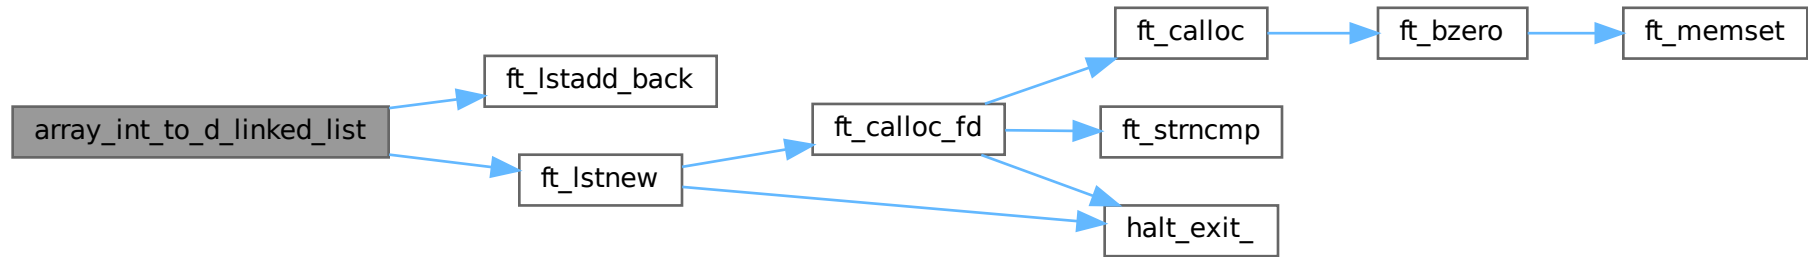 array_int_to_d_linked_list
ft_lstadd_back
ft_lstnew
ft_calloc_fd
ft_calloc
ft_strncmp
halt_exit_
ft_bzero
ft_memset